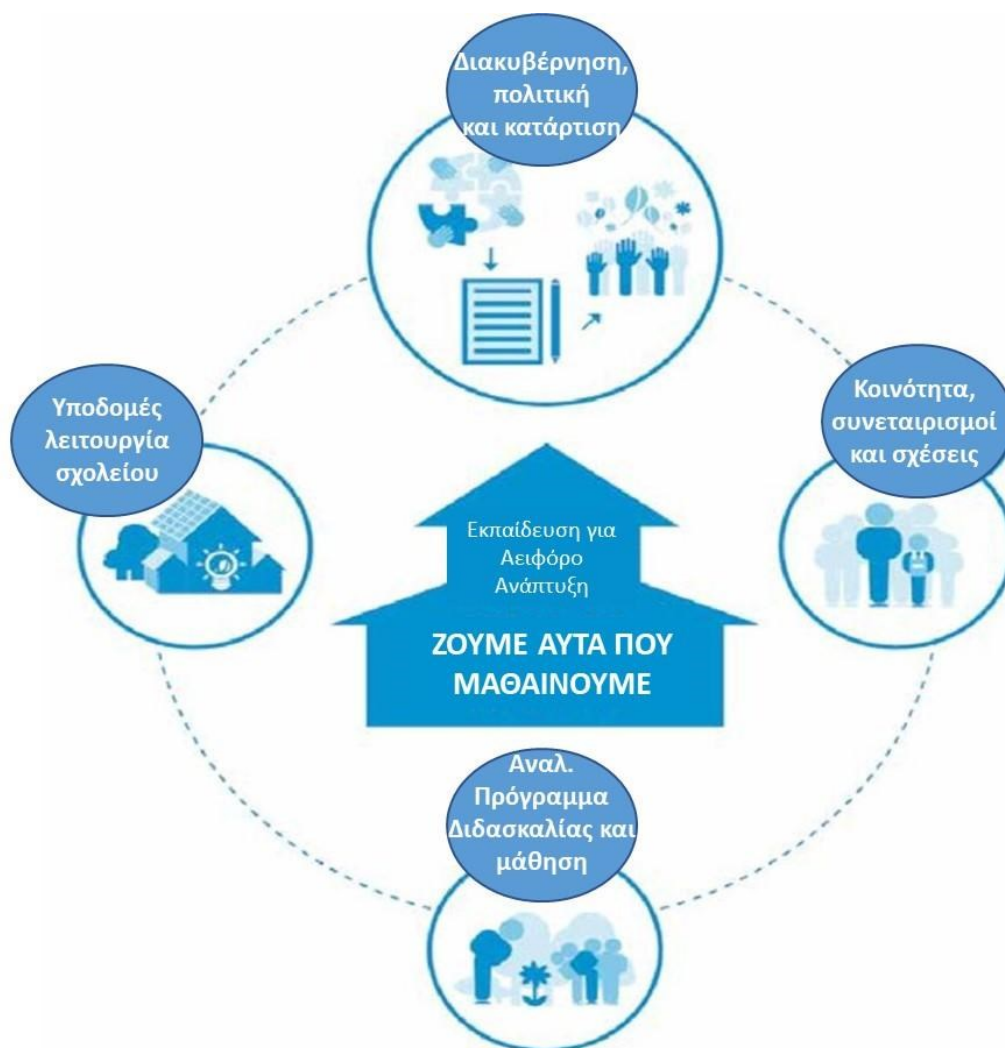 Διακυβέρνηση,
πολιτική
και κατάρτιση
Υποδομές
λειτουργία
σχολείου
Κοινότητα,
συνεταιρισμοί
και σχέσεις
Εκπαίδευση για
Αειφόρο
Ανάπτυξη
ΖΟΥΜΕ ΑΥΤΑ ΠΟΥ
ΜΑΘΑΙΝΟΥΜΕ
Αναλ.
Πρόγραμμα
Διδασκαλίας και
μάθηση